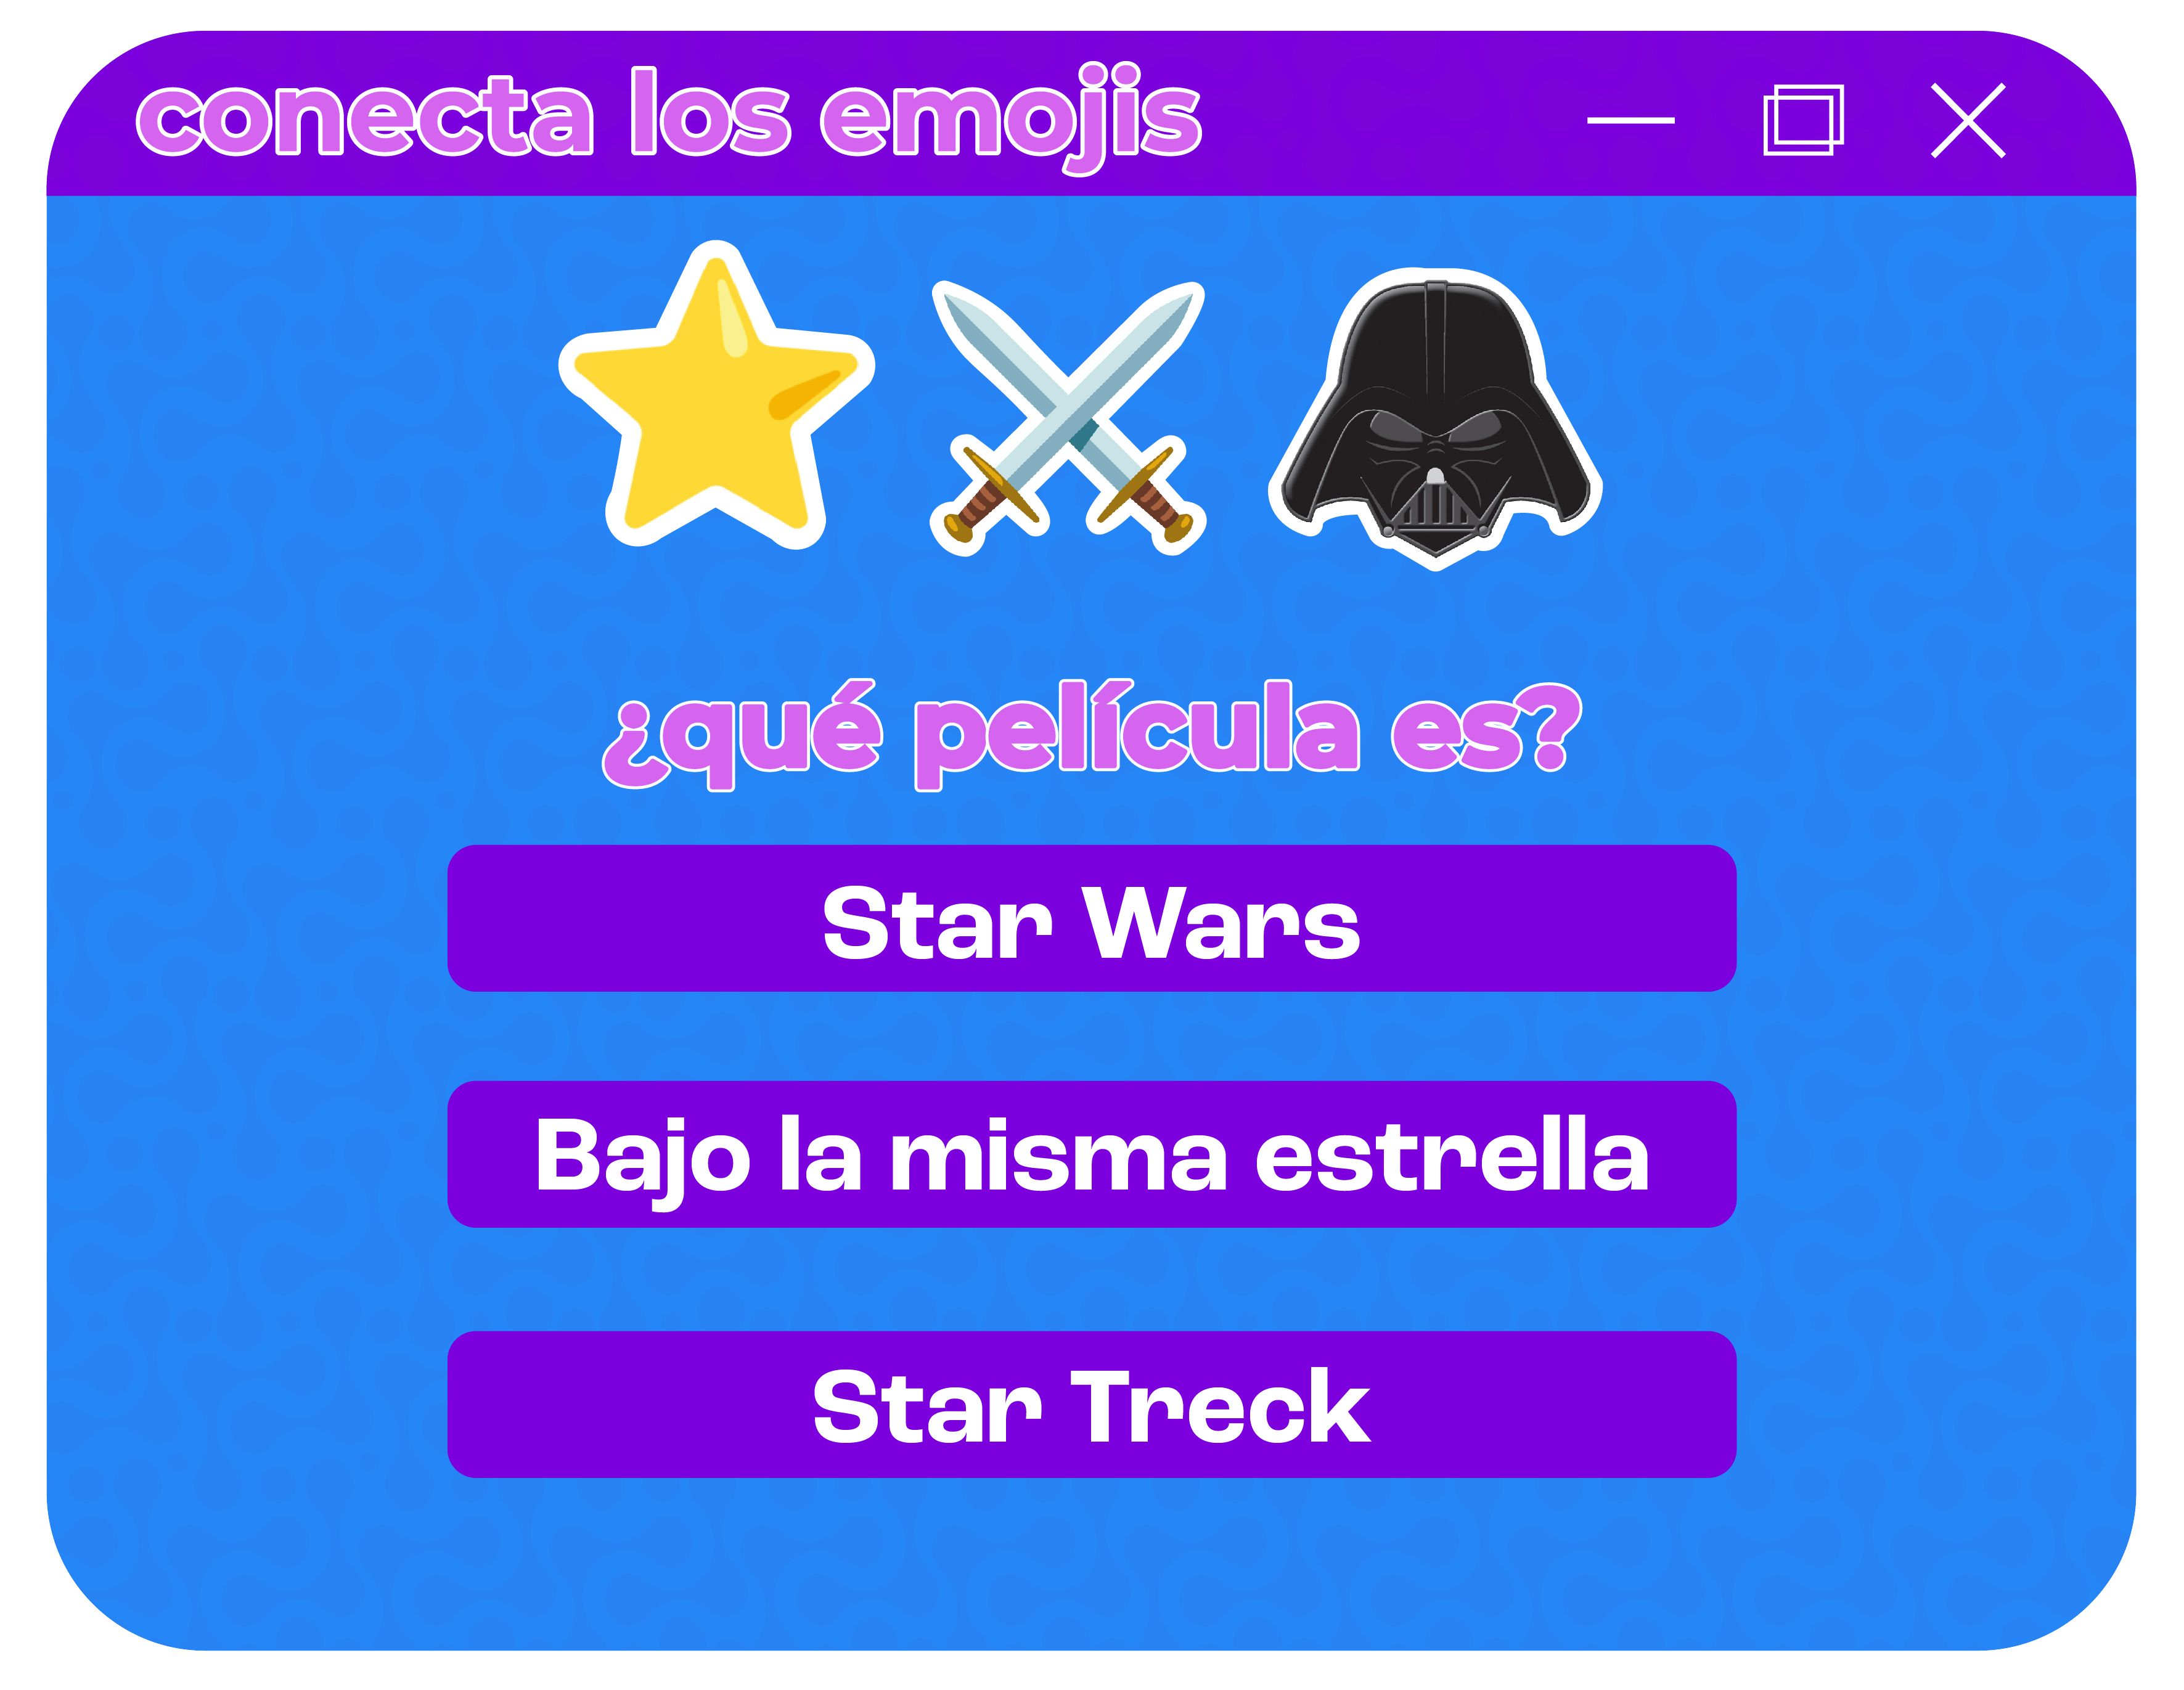 conecta los emojis
¿qué película es?
Star Wars
Bajo la misma estrella
Star Treck